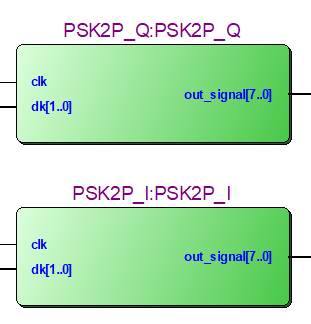 PSK2P_Q:PSK2P_Q
clk
out_signal[7..0]
dk[1..0]
PSK2P_I:PSK2P_I
clk
out_signal[7..0]
dk[1..0]